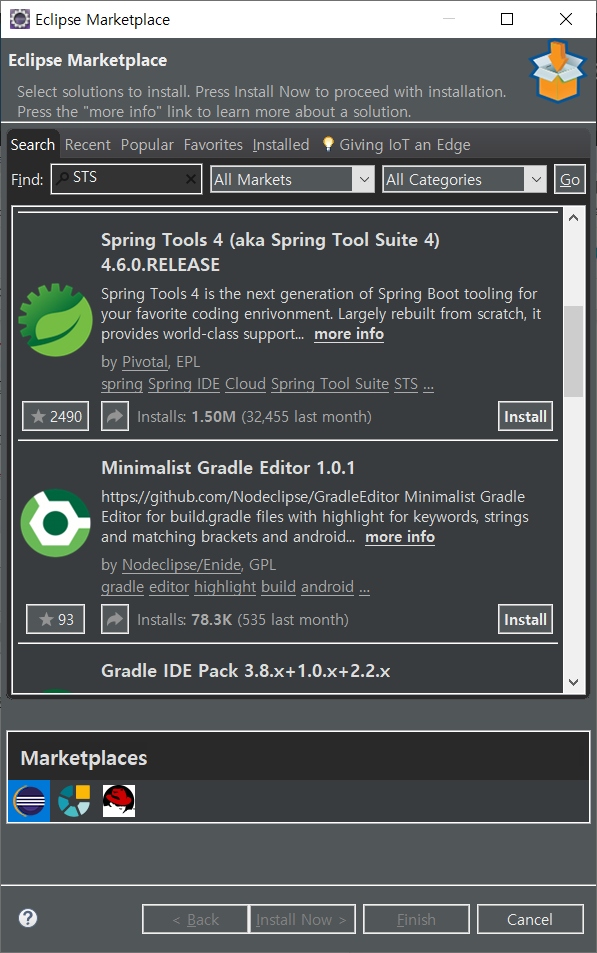 Eclipse Marketplace
Eclipse Marketplace
Select solutions to install. Press Install Now to proceed with installation.
Press the "more info" link to learn more about a solution.
Search Recent Popular Favorites Installed Giving IoT an Edge
Find: STS All Markets All Categories Go
Spring Tools 4 (aka Spring Tool Suite 4)
4.6.0.RELEASE
Spring Tools 4 is the next generation of Spring Boot tooling for
your favorite coding enrivonment. Largely rebuilt from scratch, it
provides world-class support... more info
by Pivotal, EPL
spring Spring IDE Cloud Spring Tool Suite STS ...
2490 Installs: 1.50M (32,455 last month) Install
Minimalist Gradle Editor 1.0.1
https://github.com/Nodeclipse/GradleEditor Minimalist Gradle
Editor for build.gradle files with highlight for keywords, strings
and matching brackets and android... more info
by Nodeclipse/Enide, GPL
gradle editor highlight build android ...
93 Installs: 78.3K (535 last month) Install
Gradle IDE Pack 3.8.x+1.0.x+2.2.x
Marketplaces
? < Back Install Now > Finish Cancel